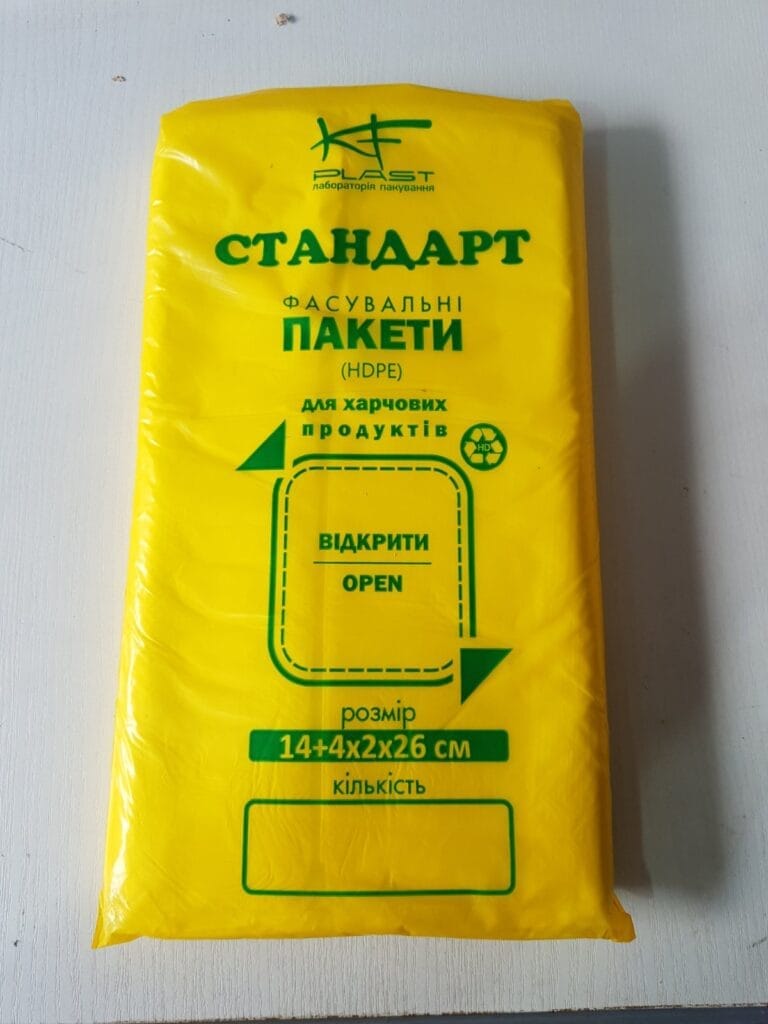 KF
PLAST
лабораторія пакування
СТАНДАРТ
ФАСУВАЛЬНІ
ПАКЕТИ
(HDPE)
для харчових
продуктів
HD
ВІДКРИТИ
OPEN
розмір
14+4x2x26 см
кількість